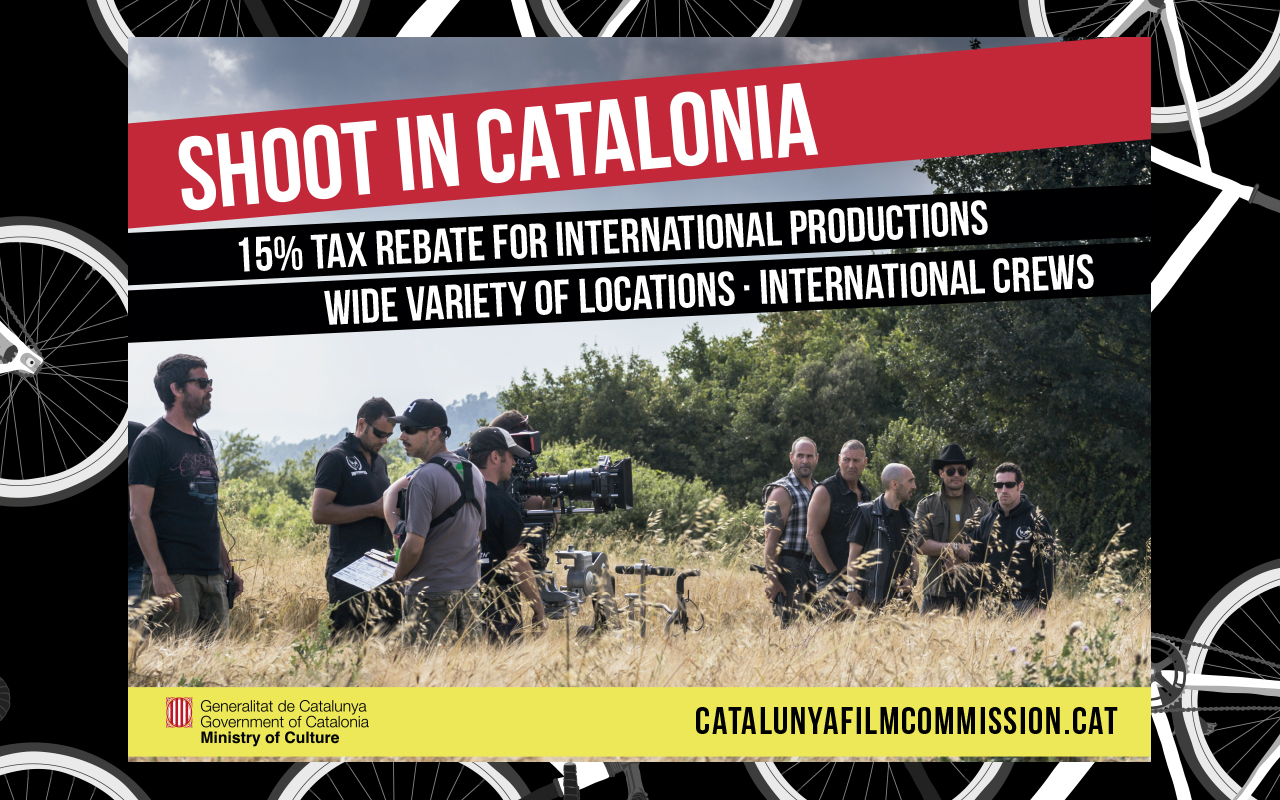 SHOOT IN CATALONIA
15% TAX REBATE FOR INTERNATIONAL PRODUCTIONS
WIDE VARIETY OF LOCATIONS · INTERNATIONAL CREWS
Generalitat de Catalunya
Government of Catalonia
Ministry of Culture
CATALUNYAFILMCOMMISSION.CAT